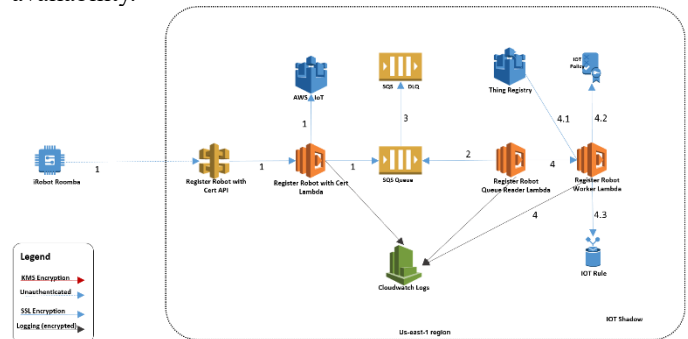 availability.
IOT
Policy
SQS DLQ
AWS IoT
Thing Registry
1
3
4.1
4.2
1
1
1
2
4
iRobot Roomba
Register Robot with
Cert API
Register Robot with Cert
Lambda
SQS Queue
Register Robot
Queue Reader Lambda
Register Robot
Worker Lambda
4
4.3
Legend
KMS Encryption
Unauthenticated
SSL Encryption
Logging (encrypted)
Cloudwatch Logs
IOT Rule
IOT Shadow
Us-east-1 region